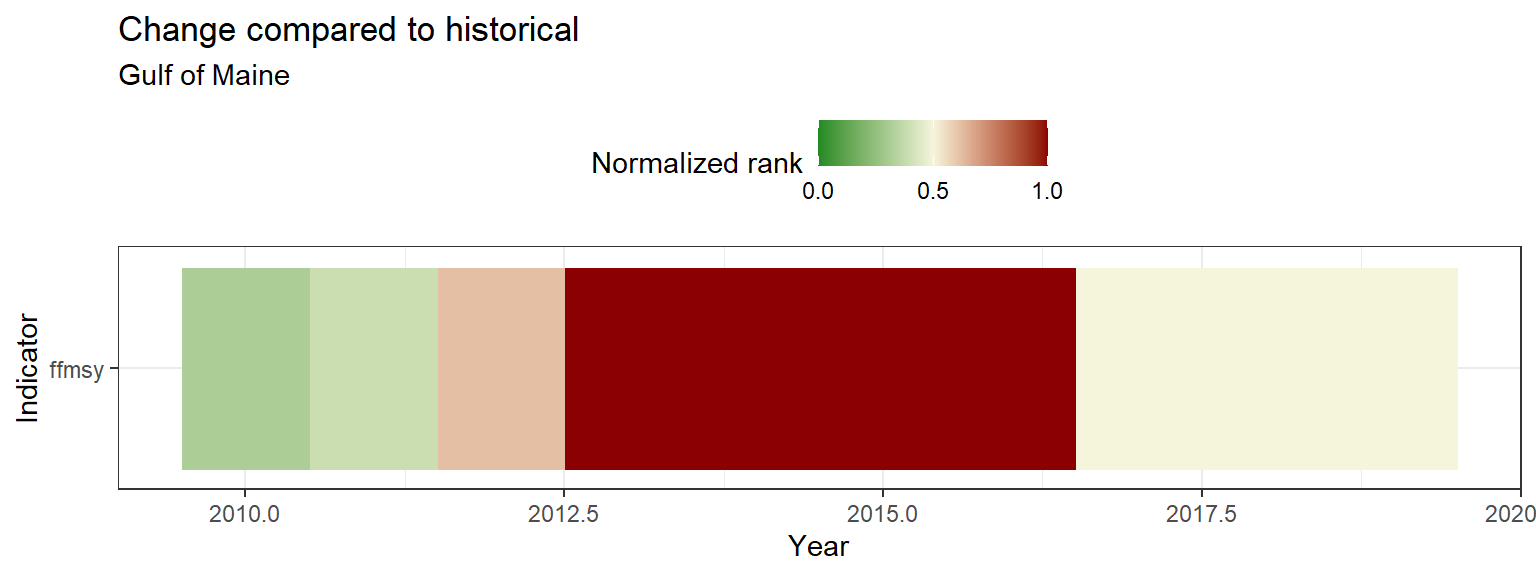 Change compared to historical
Gulf of Maine
Normalized rank
0.0 0.5 1.0
Indicator
ffmsy
2010.0 2012.5 2015.0 2017.5 2020
Year